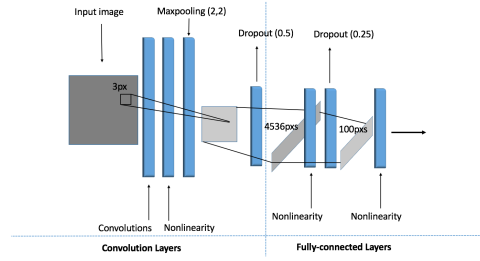 Input image
Maxpooling (2,2)
Dropout (0.5)
Dropout (0.25)
3px
4536pxs
100pxs
Convolutions
Nonlinearity
Nonlinearity
Nonlinearity
Convolution Layers
Fully-connected Layers